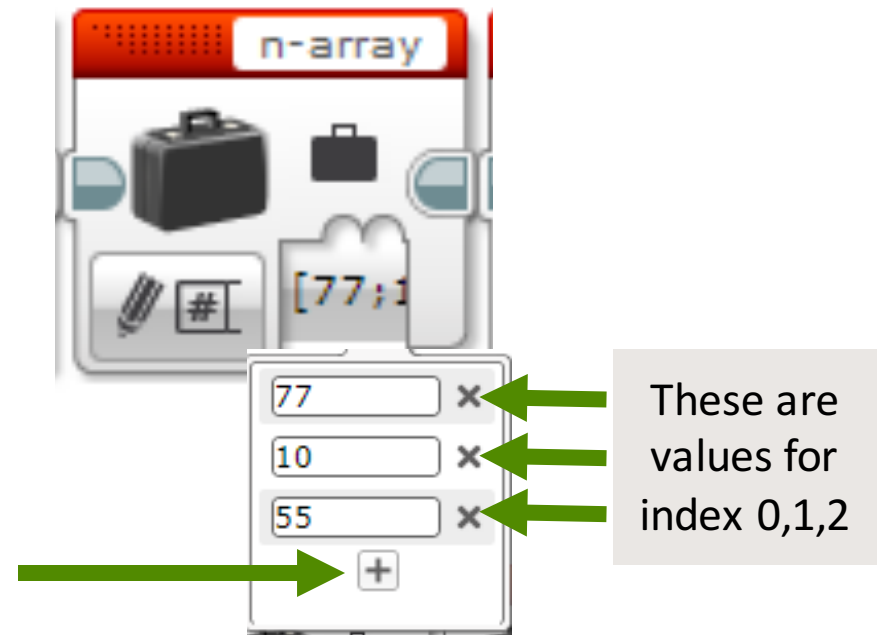 n-array
#
[77;1
77
10
55
These are
values for
index 0,1,2